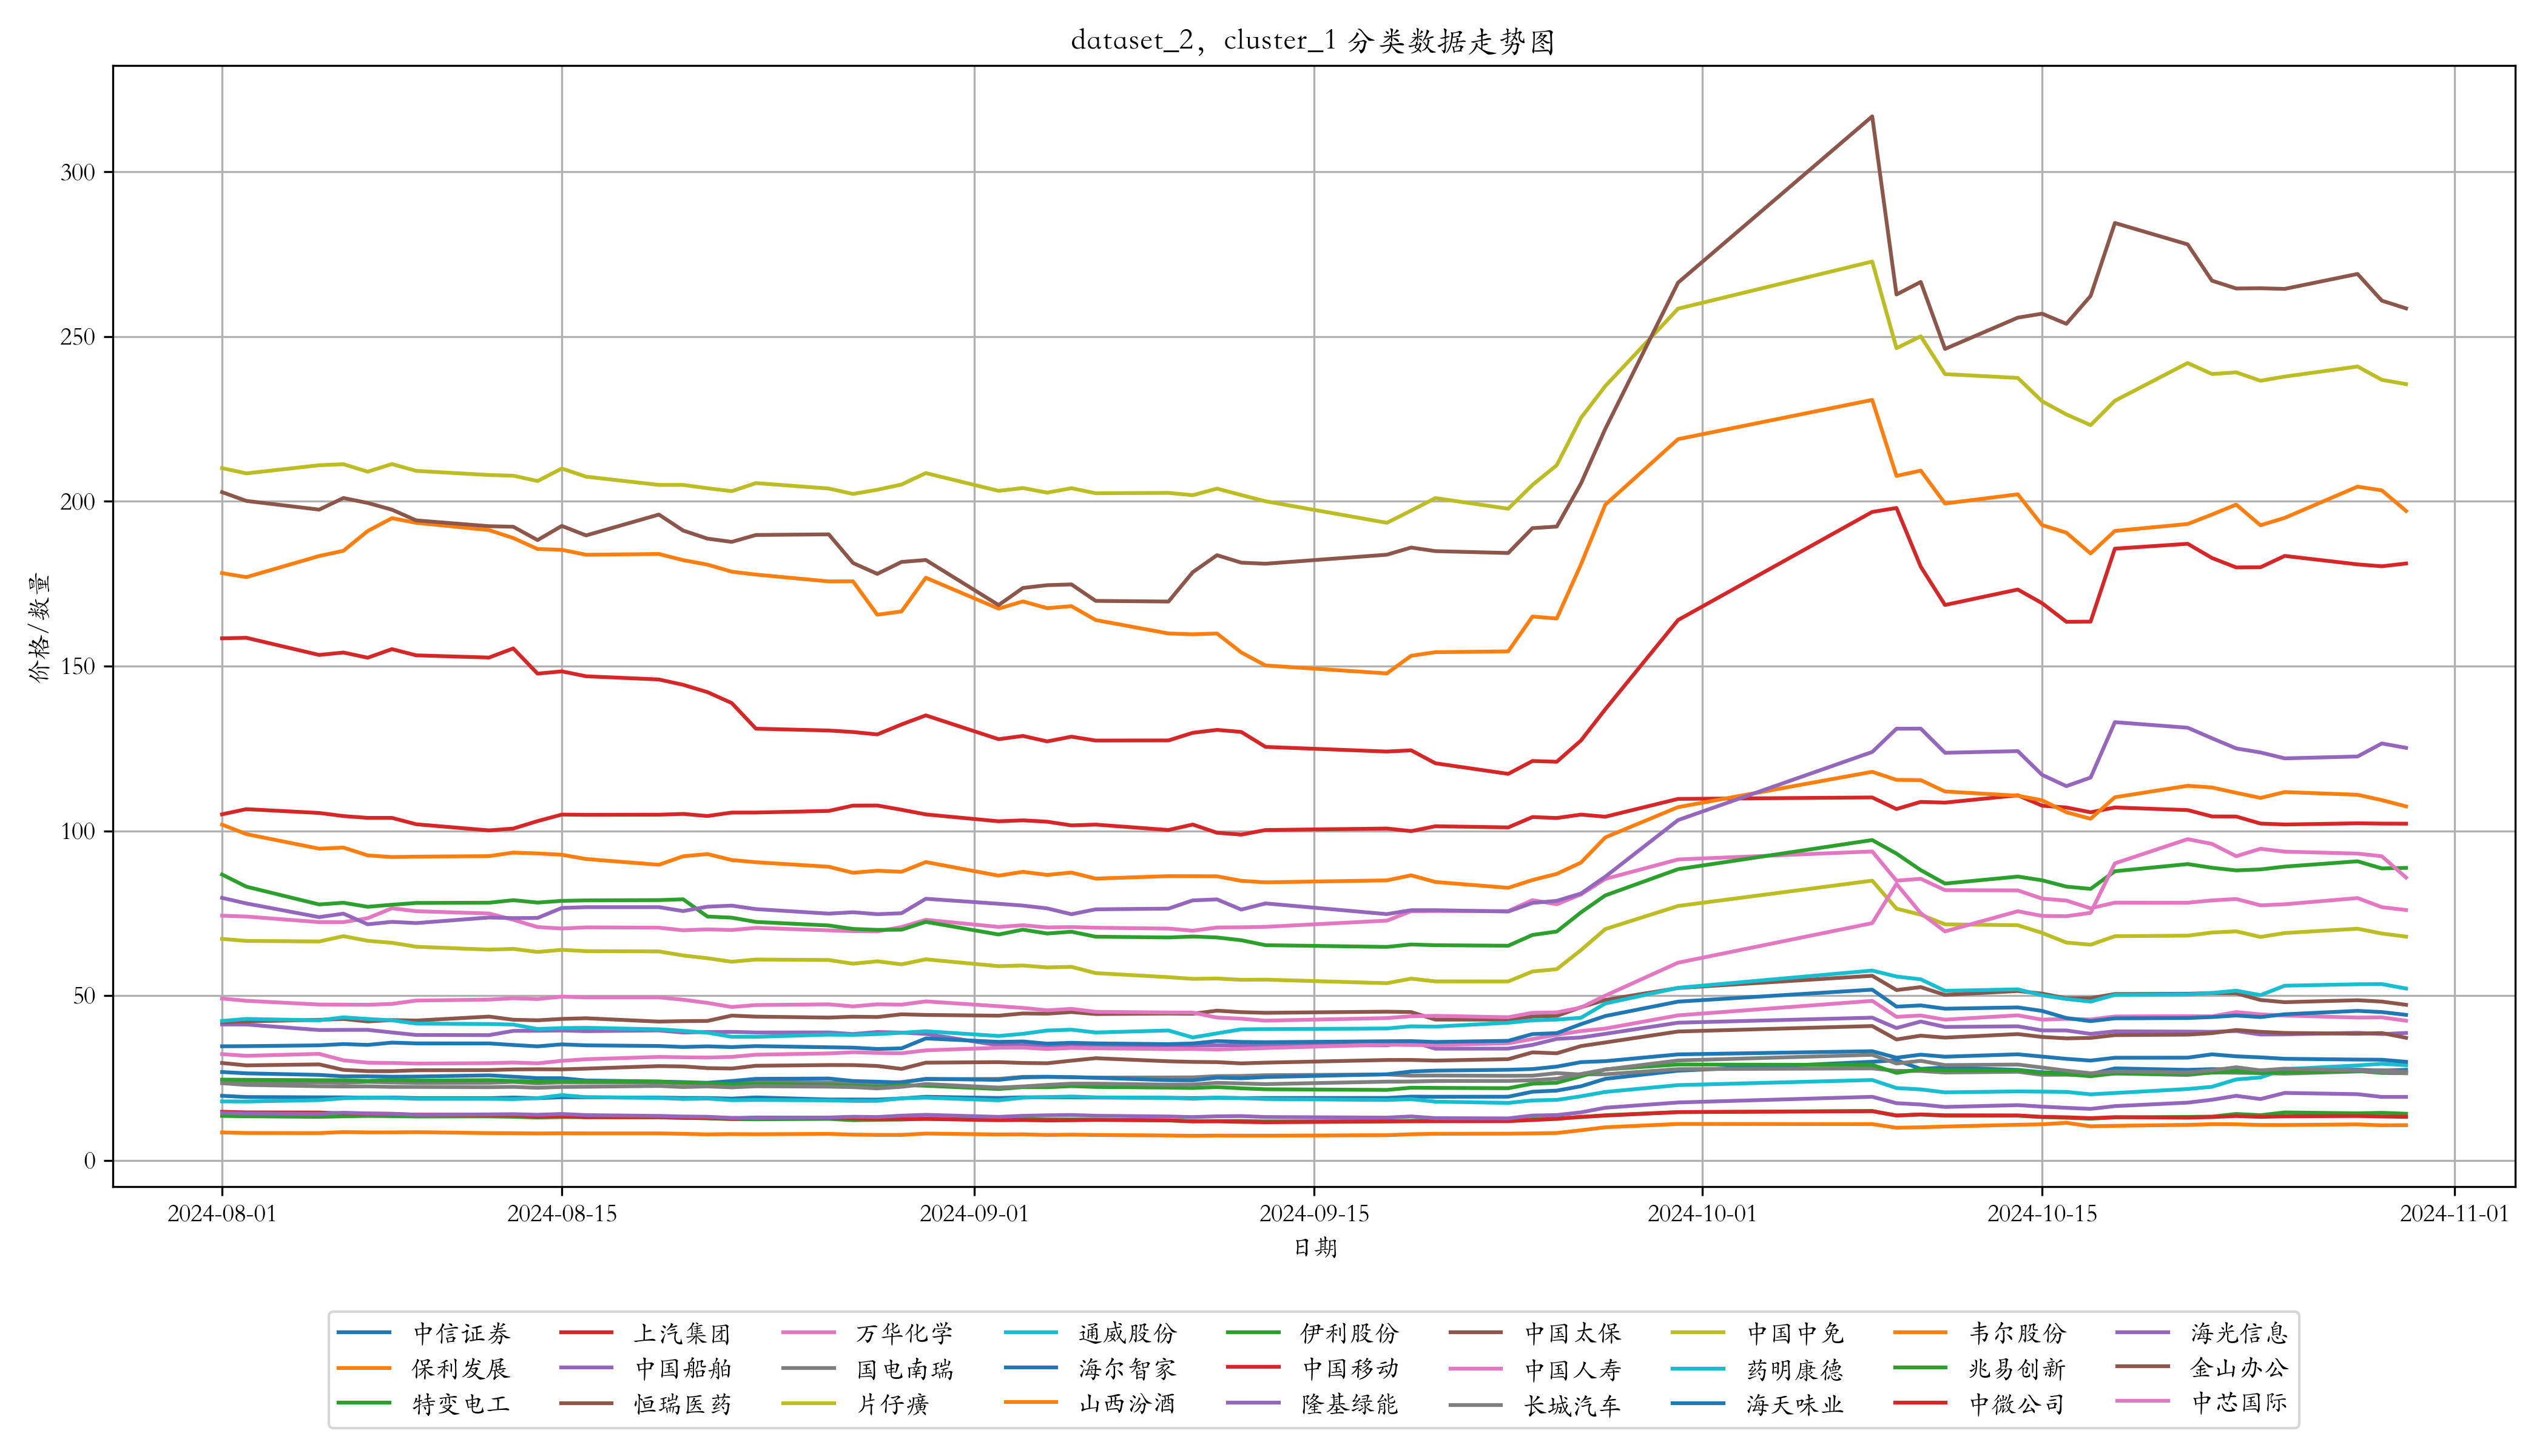 dataset_2，cluster_1 分类数据走势图
价格/数量
300
250
200
150
100
50
0
2024-08-01 2024-08-15 2024-09-01 2024-09-15 2024-10-01 2024-10-15 2024-11-01
日期
中信证券 上汽集团 万华化学 通威股份 伊利股份 中国太保 中国中免 韦尔股份 海光信息
保利发展 中国船舶 国电南瑞 海尔智家 中国移动 中国人寿 药明康德 兆易创新 金山办公
特变电工 恒瑞医药 片仔癀 山西汾酒 隆基绿能 长城汽车 海天味业 中微公司 中芯国际